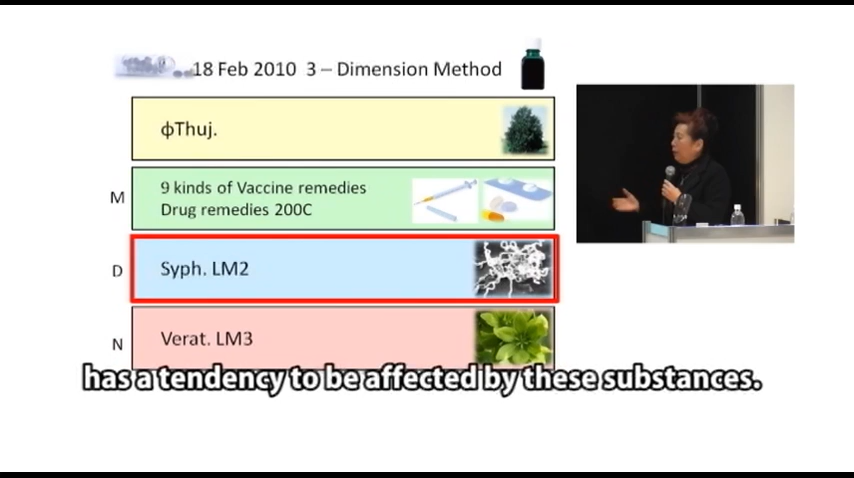 18 Feb 2010 3 – Dimension Method
ϕThuj.
M
9 kinds of Vaccine remedies
Drug remedies 200C
D
Syph. LM2
N
Verat. LM3
has a tendency to be affected by these substances.